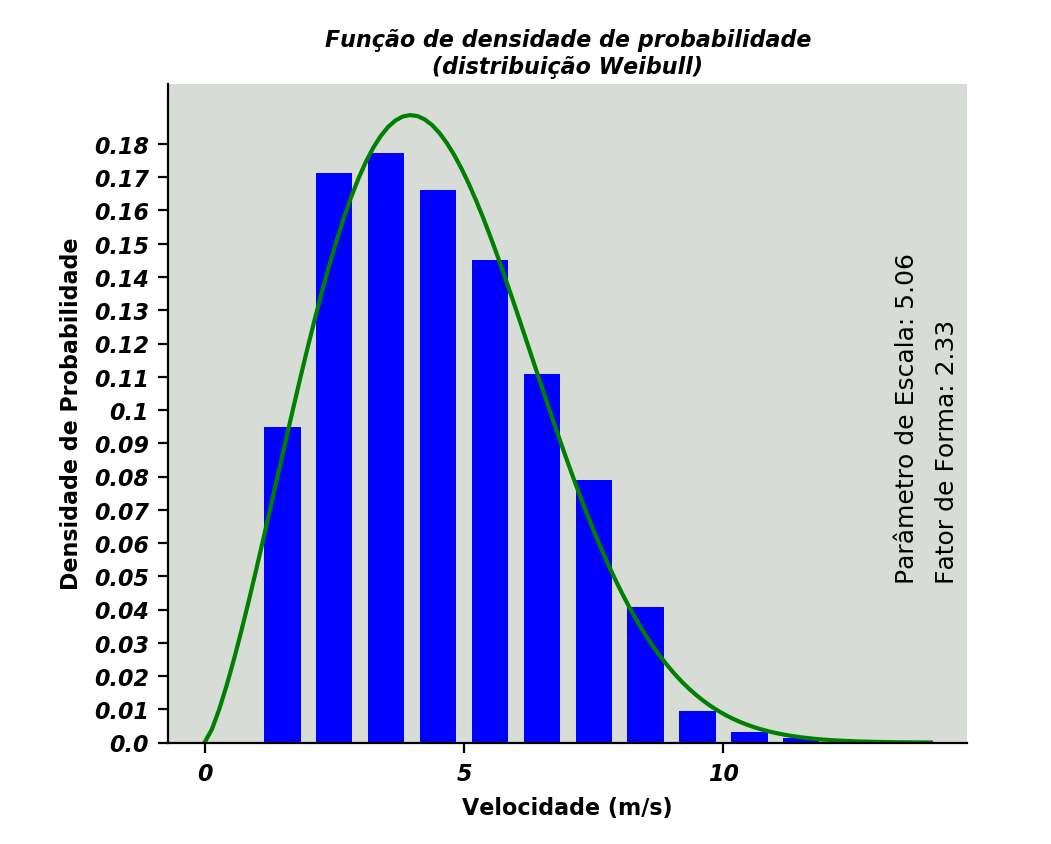 Função de densidade de probabilidade
(distribuição Weibull)
Densidade de Probabilidade
0.18
0.17
0.16
0.15
0.14
0.13
0.12
0.11
0.1
0.09
0.08
0.07
0.06
0.05
0.04
0.03
0.02
0.01
0.0
0 5 10
Velocidade (m/s)
Parâmetro de Escala: 5.06
Fator de Forma: 2.33